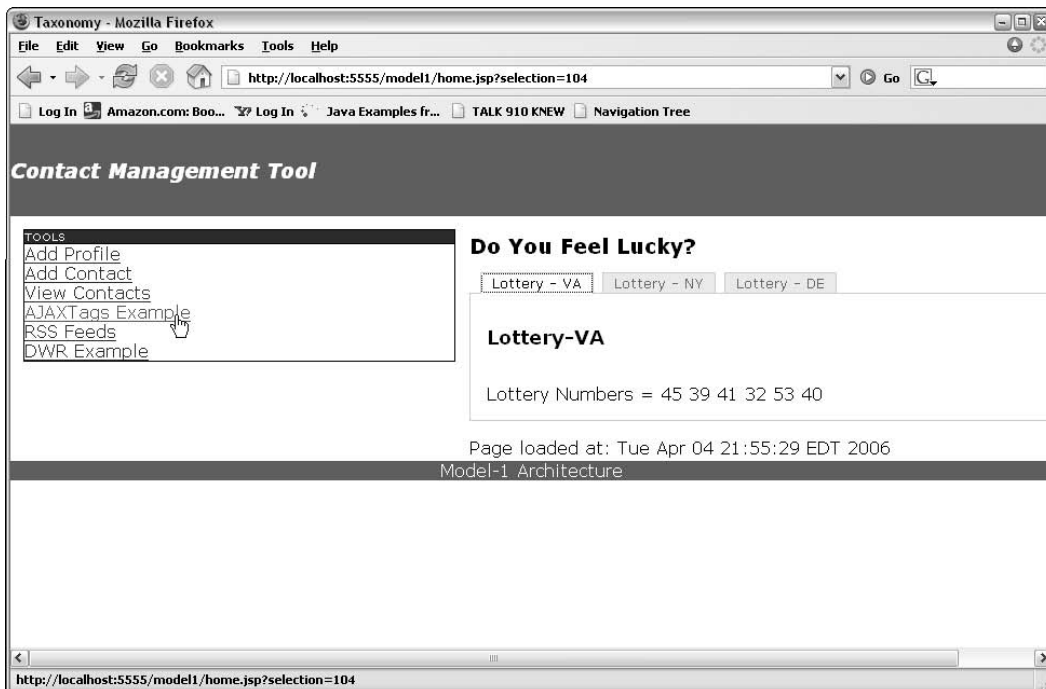 Taxonomy - Mozilla Firefox
File Edit View Go Bookmarks Tools Help
http://localhost:5555/model1/home.jsp?selection=104
Go
G
Log In Amazon.com: Boo... Log In Java Examples fr... TALK 910 KNEW Navigation Tree
Contact Management Tool
TOOLS
Add Profile
Add Contact
View Contacts
AJAXTags Example
RSS Feeds
DWR Example
Do You Feel Lucky?
Lottery - VA Lottery - NY Lottery - DE
Lottery-VA
Lottery Numbers = 45 39 41 32 53 40
Page loaded at: Tue Apr 04 21:55:29 EDT 2006
Model-1 Architecture
http://localhost:5555/model1/home.jsp?selection=104